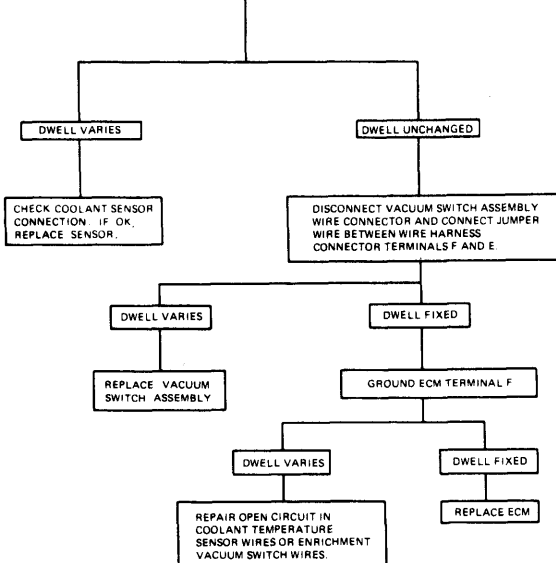 DWELL VARIES
DWELL UNCHANGED
CHECK COOLANT SENSOR
CONNECTION. IF OK,
REPLACE SENSOR.
DISCONNECT VACUUM SWITCH ASSEMBLY
WIRE CONNECTOR AND CONNECT JUMPER
WIRE BETWEEN WIRE HARNESS
CONNECTOR TERMINALS F AND E.
DWELL VARIES
DWELL FIXED
REPLACE VACUUM
SWITCH ASSEMBLY
GROUND ECM TERMINAL F
DWELL VARIES
DWELL FIXED
REPAIR OPEN CIRCUIT IN
COOLANT TEMPERATURE
SENSOR WIRES OR ENRICHMENT
VACUUM SWITCH WIRES.
REPLACE ECM